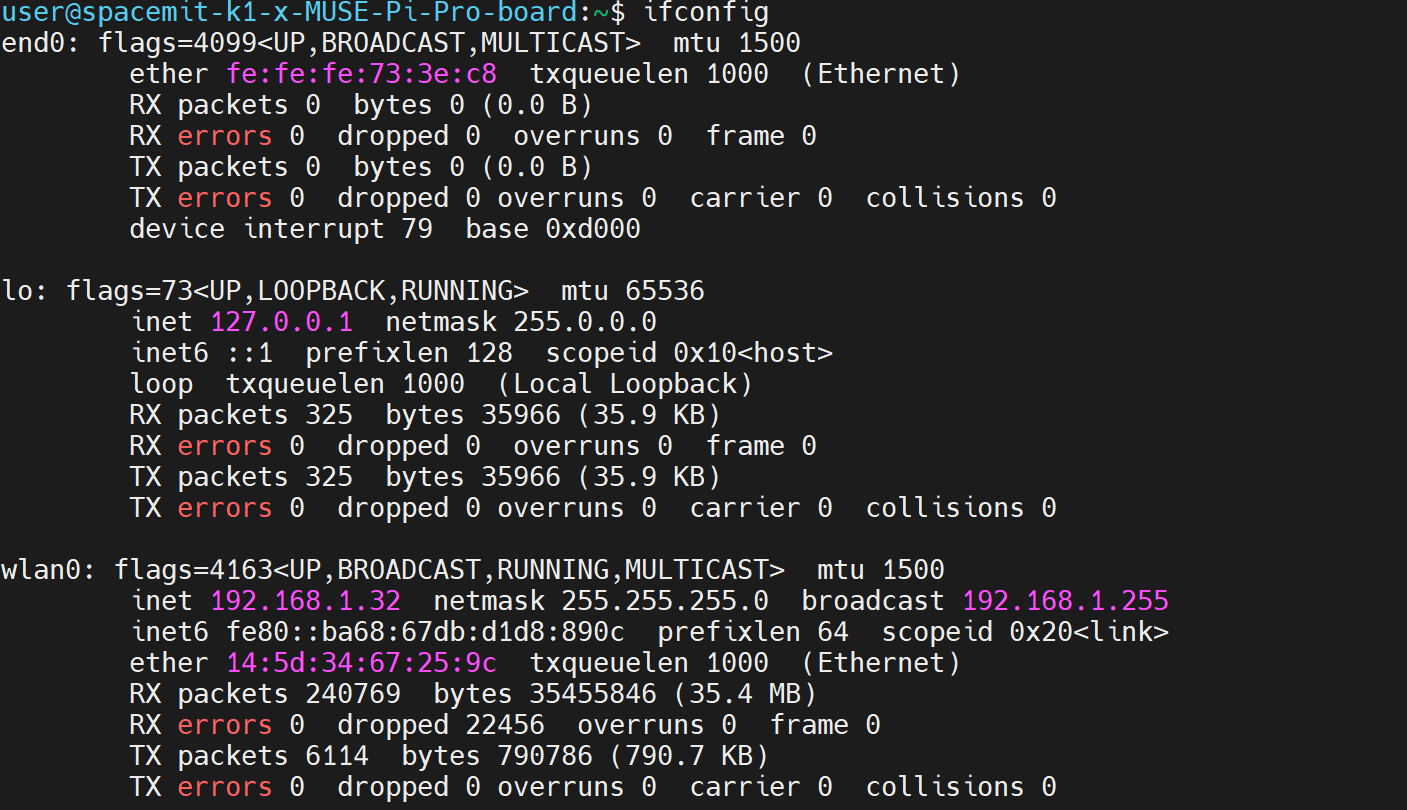 user@spacemit-k1-x-MUSE-Pi-Pro-board:~$ ifconfig
end0: flags=4099<UP,BROADCAST,MULTICAST>  mtu 1500
        ether fe:fe:fe:73:3e:c8  txqueuelen 1000  (Ethernet)
        RX packets 0  bytes 0 (0.0 B)
        RX errors 0  dropped 0  overruns 0  frame 0
        TX packets 0  bytes 0 (0.0 B)
        TX errors 0  dropped 0 overruns 0  carrier 0  collisions 0
        device interrupt 79  base 0xd000

lo: flags=73<UP,LOOPBACK,RUNNING>  mtu 65536
        inet 127.0.0.1  netmask 255.0.0.0
        inet6 ::1  prefixlen 128  scopeid 0x10<host>
        loop  txqueuelen 1000  (Local Loopback)
        RX packets 325  bytes 35966 (35.9 KB)
        RX errors 0  dropped 0  overruns 0  frame 0
        TX packets 325  bytes 35966 (35.9 KB)
        TX errors 0  dropped 0 overruns 0  carrier 0  collisions 0

wlan0: flags=4163<UP,BROADCAST,RUNNING,MULTICAST>  mtu 1500
        inet 192.168.1.32  netmask 255.255.255.0  broadcast 192.168.1.255
        inet6 fe80::ba68:67db:d1d8:890c  prefixlen 64  scopeid 0x20<link>
        ether 14:5d:34:67:25:9c  txqueuelen 1000  (Ethernet)
        RX packets 240769  bytes 35455846 (35.4 MB)
        RX errors 0  dropped 22456  overruns 0  frame 0
        TX packets 6114  bytes 790786 (790.7 KB)
        TX errors 0  dropped 0 overruns 0  carrier 0  collisions 0